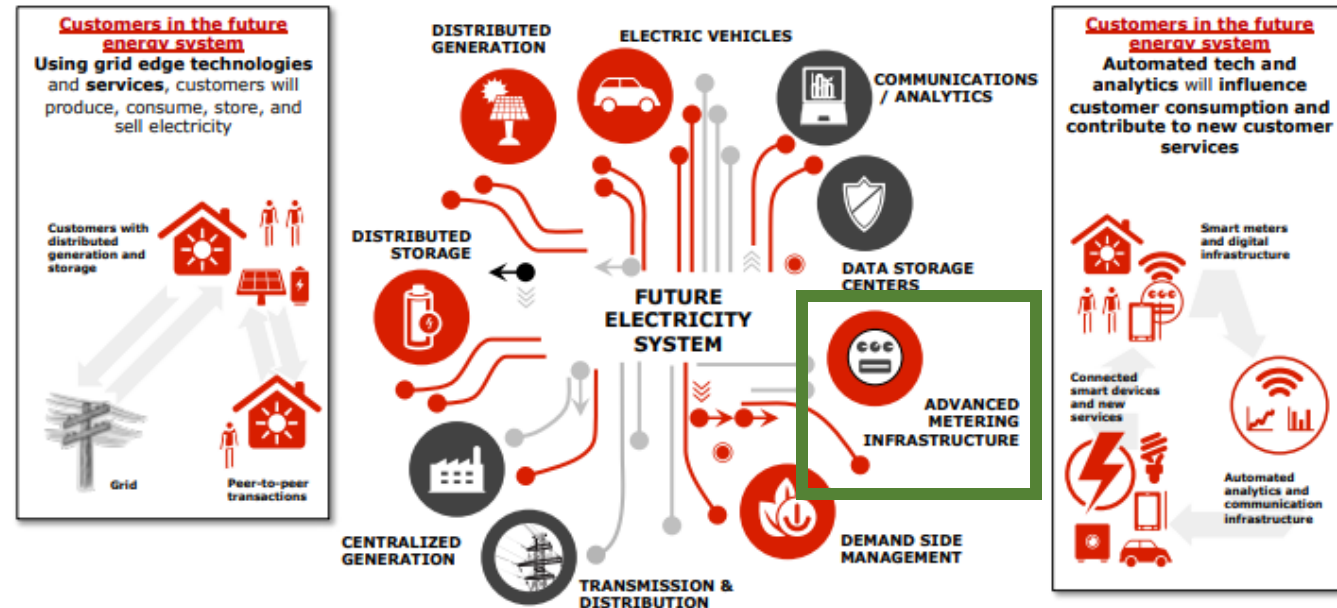 Customers in the future
energy system
Using grid edge technologies
and services, customers will
produce, consume, store, and
sell electricity
Customers with
distributed
generation and
storage
Grid
Peer-to-peer
transactions
DISTRIBUTED
GENERATION
ELECTRIC VEHICLES
COMMUNICATIONS
/ ANALYTICS
DISTRIBUTED
STORAGE
DATA STORAGE
CENTERS
FUTURE
ELECTRICITY
SYSTEM
ADVANCED
METERING
INFRASTRUCTURE
CENTRALIZED
GENERATION
TRANSMISSION &
DISTRIBUTION
DEMAND SIDE
MANAGEMENT
Customers in the future
energy system
Automated tech and
analytics will influence
customer consumption and
contribute to new customer
services
Smart meters
and digital
infrastructure
Connected
smart devices
and new
services
Automated
analytics and
communication
infrastructure